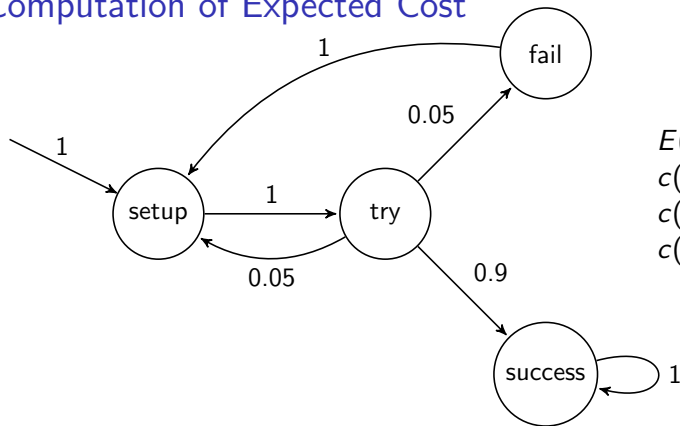 Computation of Expected Cost
1
fail
0.05
1
E(
c(
setup
1
try
c(
c(
0.05
0.9
success
1